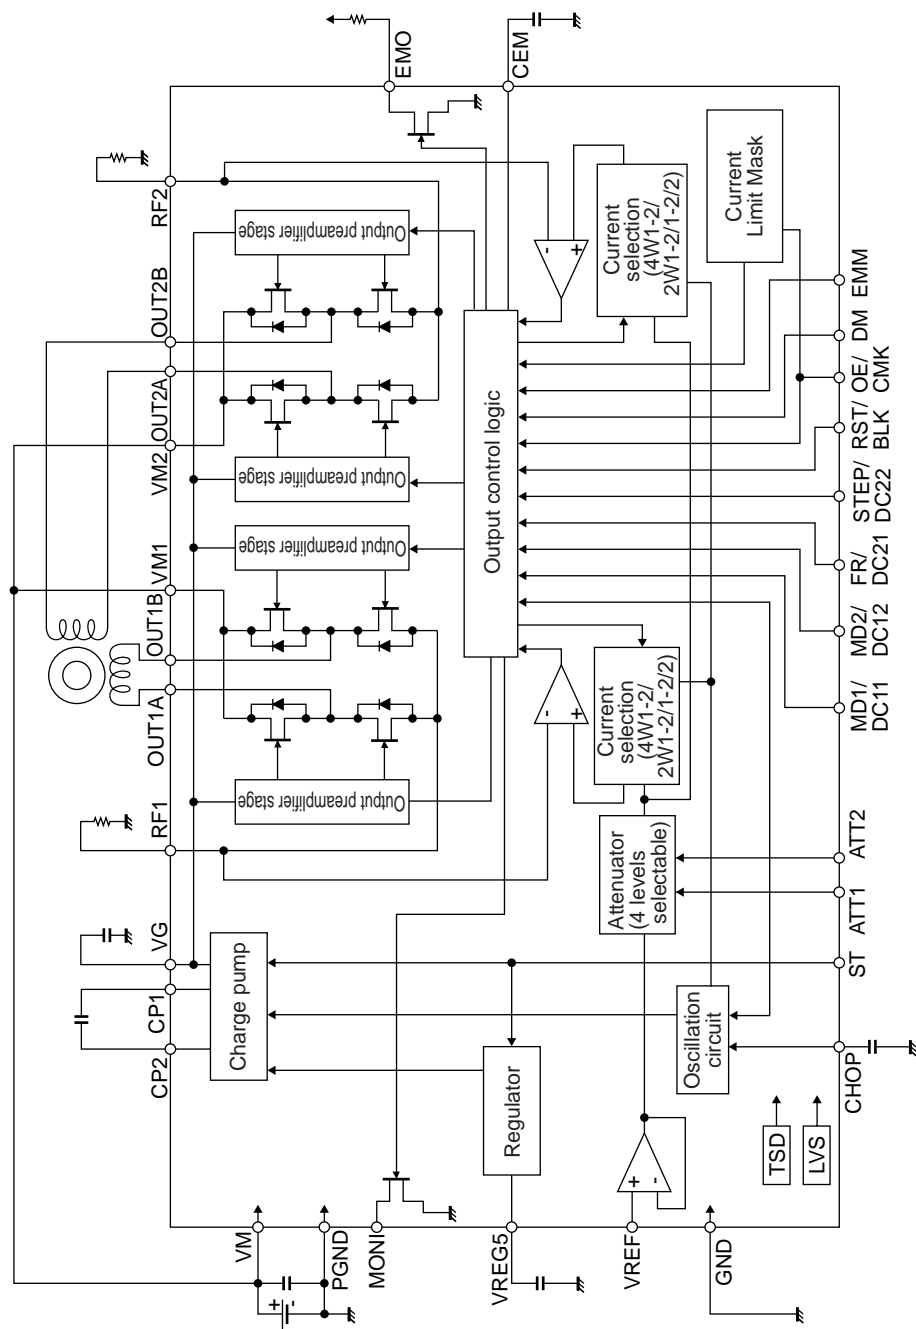 CP2
CP1
VG
RF1
OUT1A
OUT1B
VM1
VM2
OUT2A
OUT2B
RF2
VM
+
-
PGND
MONI
VREG5
VREF
GND
Charge pump
Output preamplifier stage
Output preamplifier stage
Output preamplifier stage
Output preamplifier stage
EMO
CEM
Regulator
Output control logic
+
-
-
+
-
+
Attenuator
(4 levels
selectable)
Current
selection
(4W1-2/
2W1-2/1-2/2)
Current
selection
(4W1-2/
2W1-2/1-2/2)
Oscillation
circuit
Current
Limit Mask
TSD
LVS
CHOP
ST
ATT1
ATT2
MD1/
DC11
MD2/
DC12
FR/
DC21
STEP/
DC22
RST/
BLK
OE/
CMK
DM
EMM